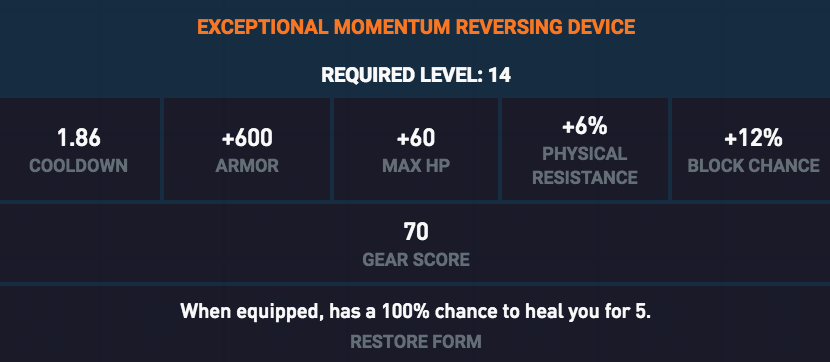 EXCEPTIONAL MOMENTUM REVERSING DEVICE
REQUIRED LEVEL: 14
1.86
COOLDOWN
+600
ARMOR
+60
MAX HP
+6%
PHYSICAL
RESISTANCE
+12%
BLOCK CHANCE
70
GEAR SCORE
When equipped, has a 100% chance to heal you for 5.
RESTORE FORM